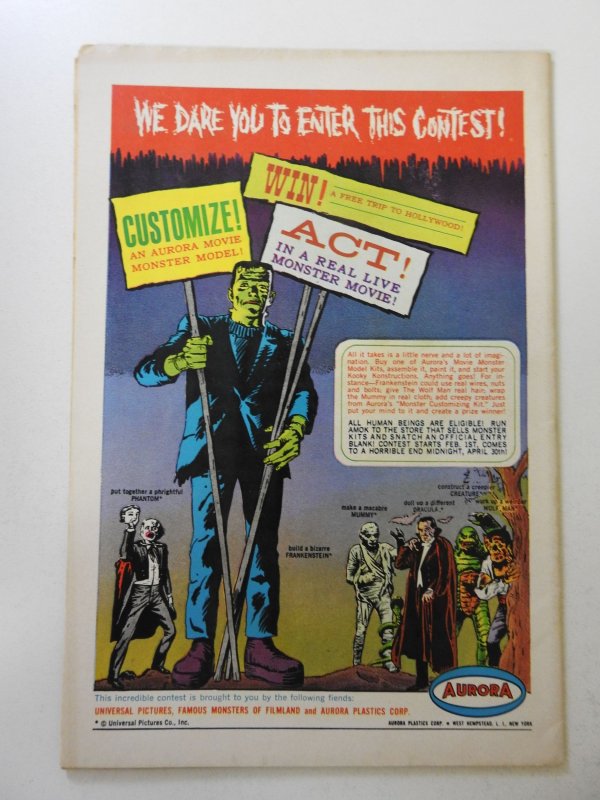 WE DARE YOU TO ENTER THIS CONTEST!
WIN! A FREE TRIP TO HOLLYWOOD!
CUSTOMIZE!
AN AURORA MOVIE
MONSTER MODEL!
ACT!
IN A REAL LIVE
MONSTER MOVIE!
All it takes is a little nerve and a lot of imagi-
nation. Buy one of Aurora's Movie Monster
Model Kits, assemble it, paint it, and start your
Kooky Konstructions. Anything goes! For in-
stance—Frankenstein could use real wires, nuts
and bolts; give The Wolf Man real hair, wrap
the Mummy in real cloth; add creepy creatures
from Aurora's "Monster Customizing Kit." Just
put your mind to it and create a prize winner!
ALL HUMAN BEINGS ARE ELIGIBLE! RUN
AMOK TO THE STORE THAT SELLS MONSTER
KITS AND SNATCH AN OFFICIAL ENTRY
BLANK! CONTEST STARTS FEB. 1ST, COMES
TO A HORRIBLE END MIDNIGHT, APRIL 30th!
put together a phrightful
PHANTOM*
build a bizarre
FRANKENSTEIN*
make a macabre
MUMMY*
doll up a different
DRACULA*
construct a creepier
CREATURE*
work up a weirder
WOLF MAN*
AURORA
This incredible contest is brought to you by the following fiends:
UNIVERSAL PICTURES, FAMOUS MONSTERS OF FILMLAND and AURORA PLASTICS CORP.
* © Universal Pictures Co., Inc.
AURORA PLASTICS CORP. • WEST HEMPSTEAD, L. I., NEW YORK